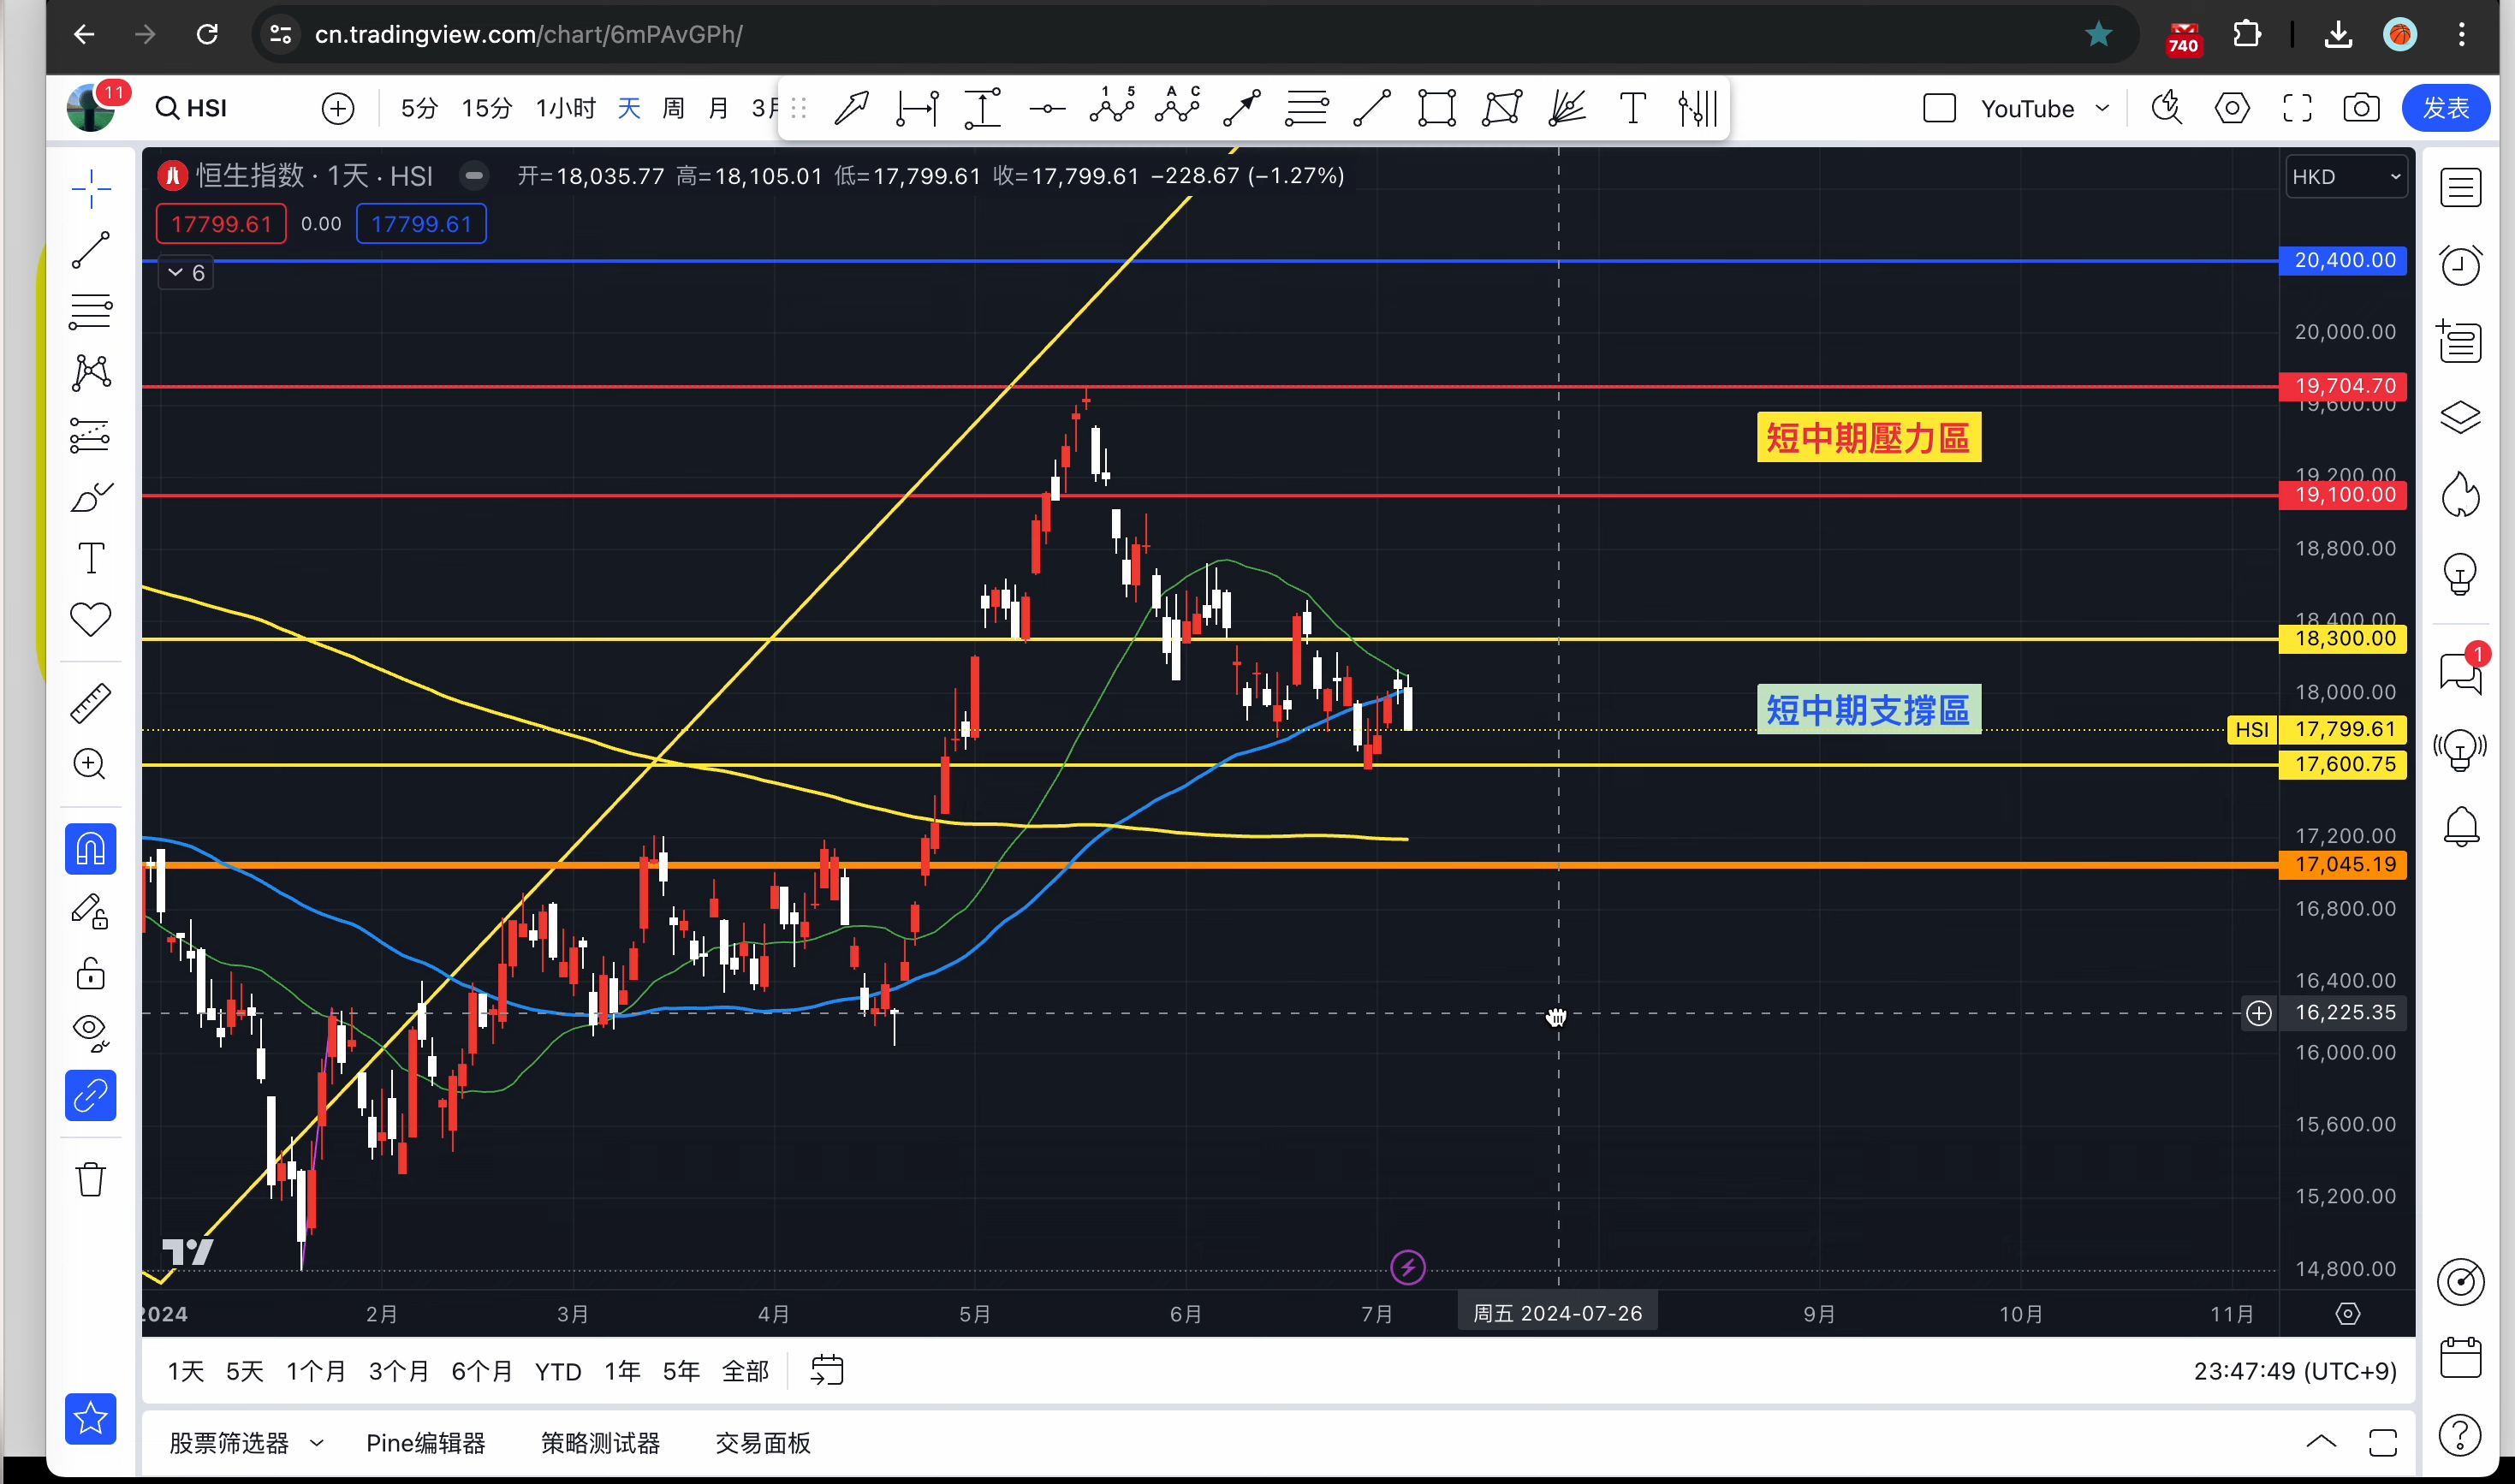 cn.tradingview.com/chart/6mPAvGPh/
740
11
HSI
5分 15分 1小时 天 周 月 3月
1 5
A C
T
YouTube
发表
恒生指数 · 1天 · HSI
开=18,035.77 高=18,105.01 低=17,799.61 收=17,799.61 −228.67 (−1.27%)
HKD
17799.61 0.00 17799.61
6
20,400.00
20,000.00
19,704.70
19,600.00
短中期壓力區
19,200.00
19,100.00
18,800.00
18,400.00
18,300.00
1
18,000.00
短中期支撐區
HSI 17,799.61
17,600.75
17,200.00
17,045.19
16,800.00
16,400.00
16,225.35
16,000.00
15,600.00
15,200.00
14,800.00
2024 2月 3月 4月 5月 6月 7月 周五 2024-07-26 9月 10月 11月
1天 5天 1个月 3个月 6个月 YTD 1年 5年 全部
23:47:49 (UTC+9)
股票筛选器 Pine编辑器 策略测试器 交易面板